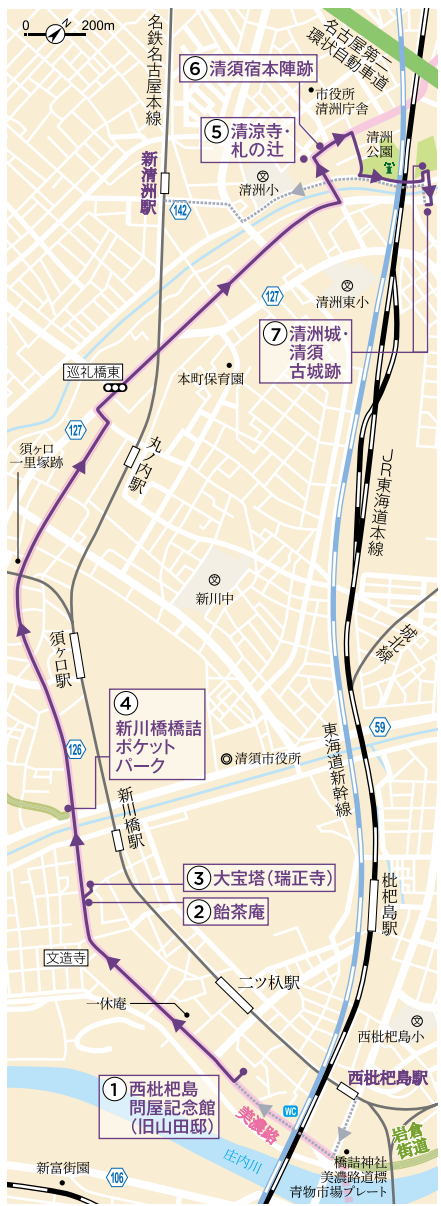 0 N 200m
名鉄名古屋本線
名古屋第二
環状自動車道
⑥清須宿本陣跡
市役所
清洲庁舎
⑤清涼寺・
札の辻
清洲
公園
新清洲駅
清洲小
142
127
清洲東小
⑦清洲城・
清須
古城跡
巡礼橋東
本町保育園
127
須ケ口
一里塚跡
丸ノ内駅
JR東海道本線
新川中
須ケ口駅
城北線
④
新川橋橋詰
ポケット
パーク
126
59
清須市役所
東海道新幹線
新川橋駅
③大宝塔(瑞正寺)
②飴茶庵
枇杷島駅
文造寺
二ツ杁駅
一休庵
西枇杷島小
西枇杷島駅
①西枇杷島
問屋記念館
(旧山田邸)
WC
美濃路
岩倉
街道
庄内川
橋詰神社
美濃路道標
青物市場プレート
新富街園
106